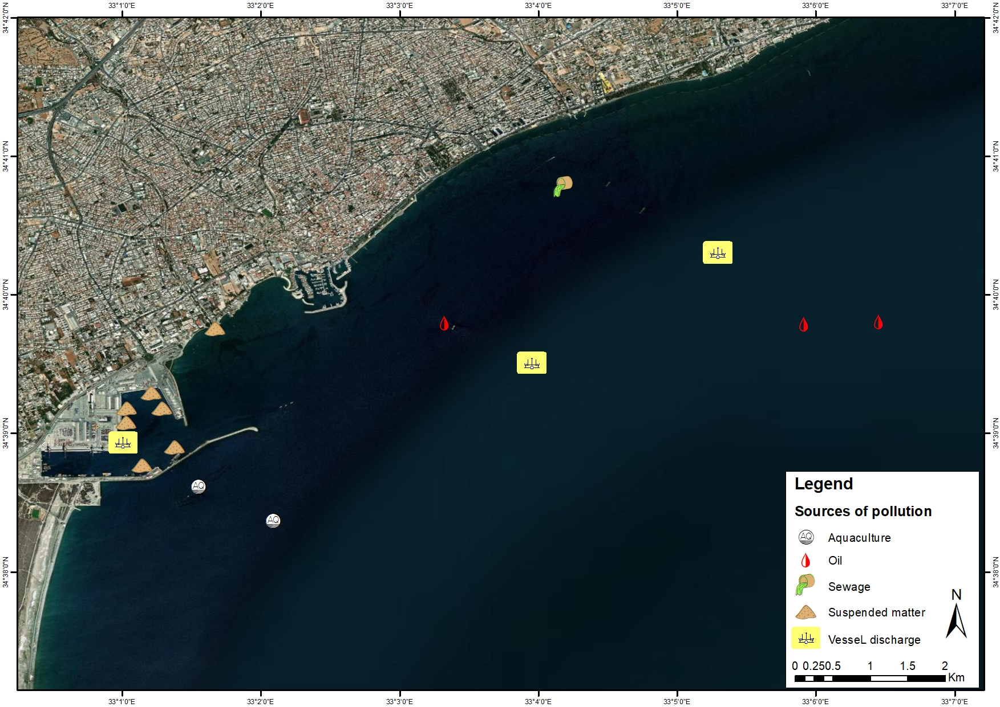 33°1'0"E 33°2'0"E 33°3'0"E 33°4'0"E 33°5'0"E 33°6'0"E 33°7'0"E
34°42'0"N 34°42'0"N
34°41'0"N 34°41'0"N
34°40'0"N 34°40'0"N
34°39'0"N 34°39'0"N
AQ
AQ
34°38'0"N 34°38'0"N
Legend
Sources of pollution
AQ Aquaculture
Oil
Sewage
Suspended matter
VesseL discharge
N
0 0.250.5 1 1.5 2
Km
33°1'0"E 33°2'0"E 33°3'0"E 33°4'0"E 33°5'0"E 33°6'0"E 33°7'0"E